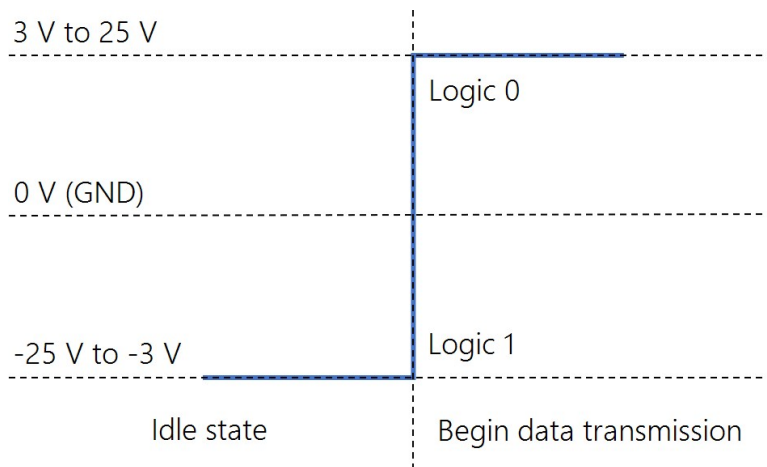 3 V to 25 V
Logic 0
0 V (GND)
Logic 1
-25 V to -3 V
Idle state
Begin data transmission